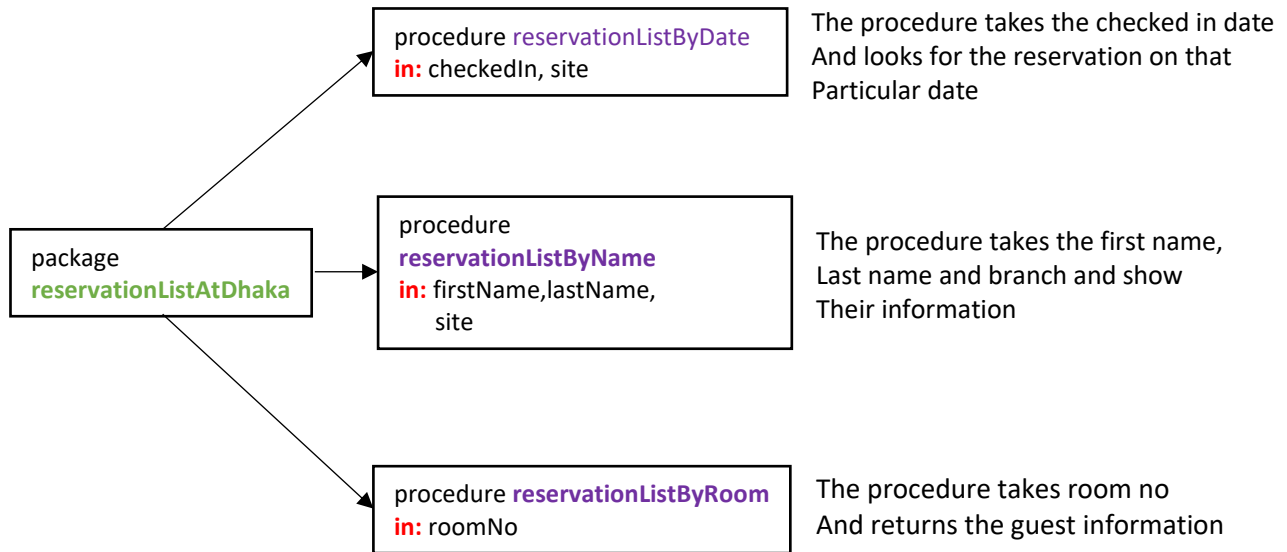 procedure reservationListByDate
in: checkedIn, site
The procedure takes the checked in date
And looks for the reservation on that
Particular date
package
reservationListAtDhaka
procedure
reservationListByName
in: firstName,lastName,
site
The procedure takes the first name,
Last name and branch and show
Their information
procedure reservationListByRoom
in: roomNo
The procedure takes room no
And returns the guest information